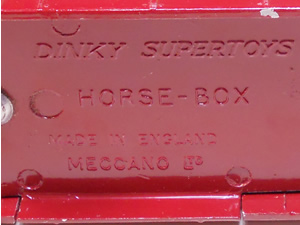 DINKY SUPERTOYS
HORSE-BOX
MADE IN ENGLAND
MECCANO LTD